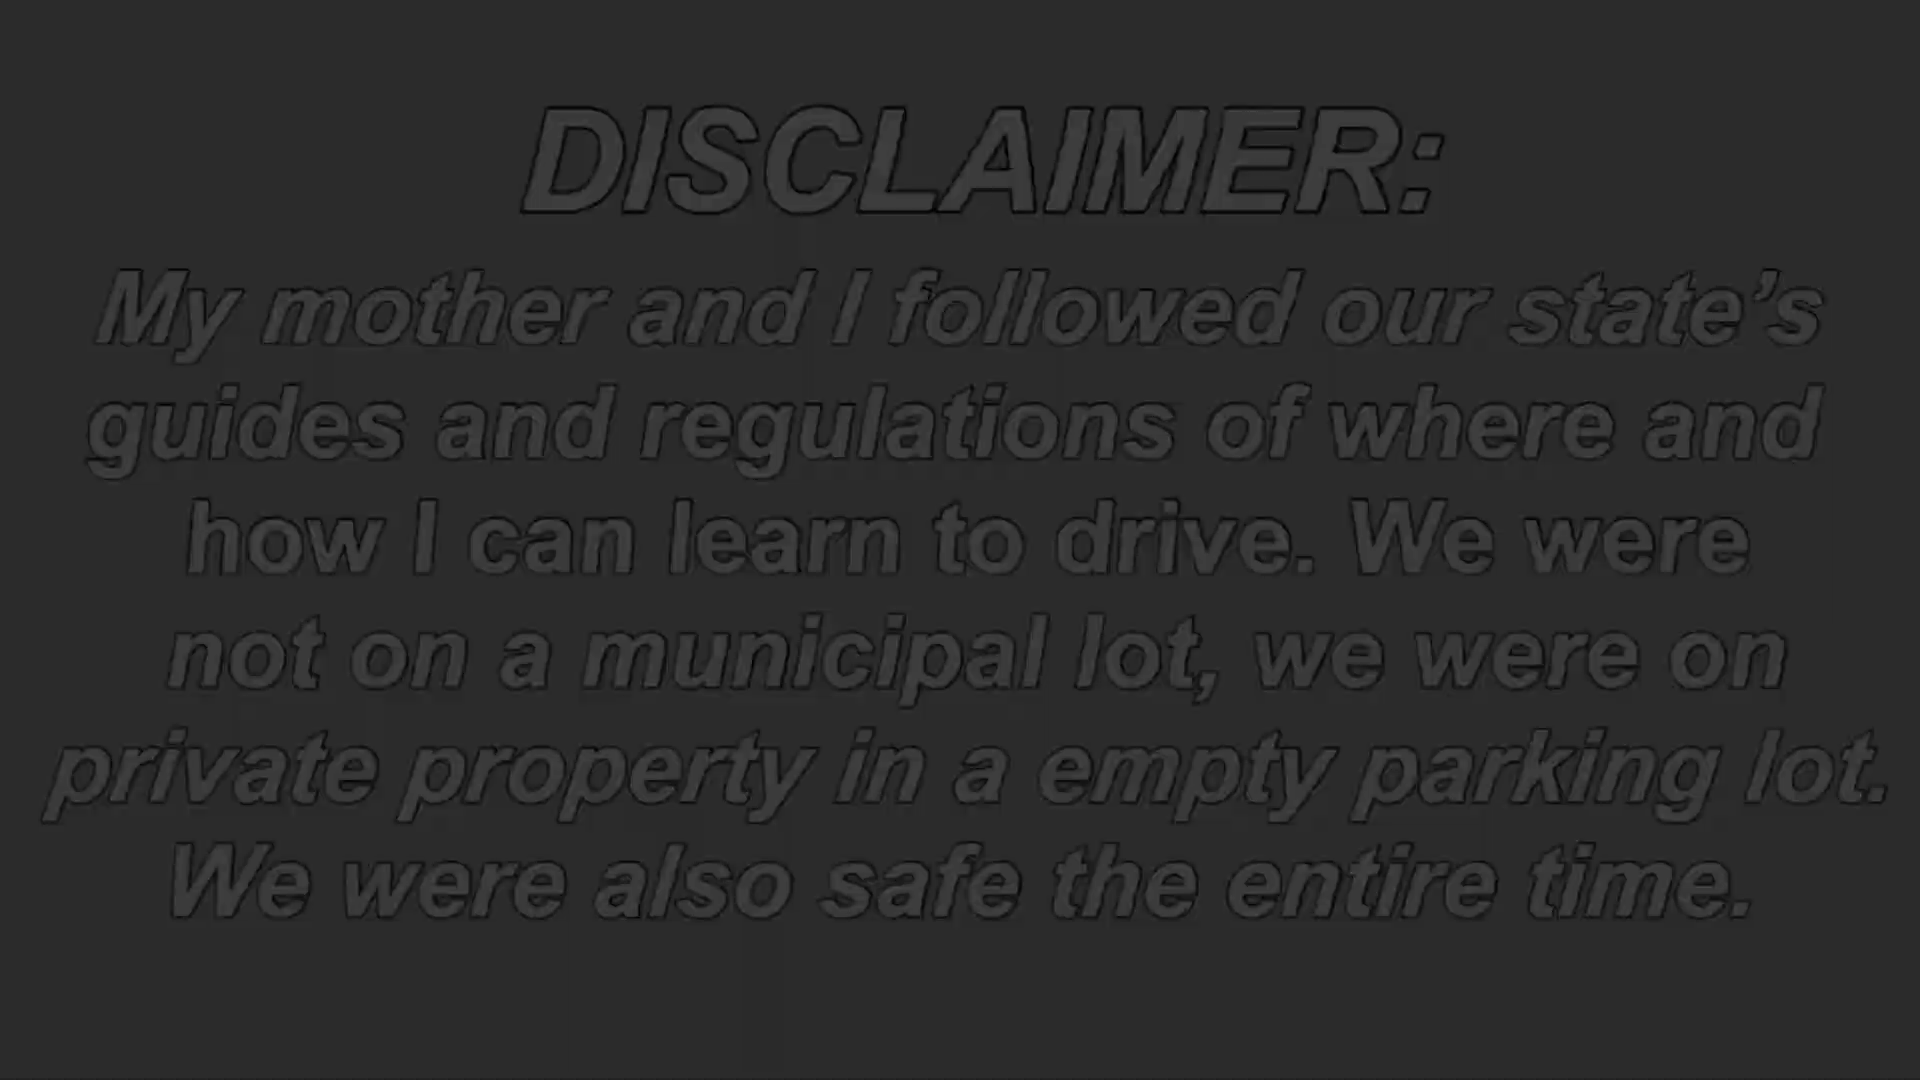 DISCLAIMER:
My mother and I followed our state’s
guides and regulations of where and
how I can learn to drive. We were
not on a municipal lot, we were on
private property in a empty parking lot.
We were also safe the entire time.